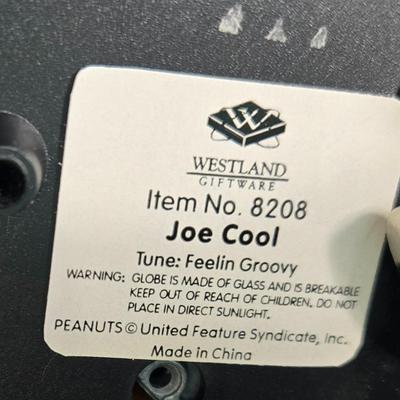 WESTLAND
GIFTWARE
Item No. 8208
Joe Cool
Tune: Feelin Groovy
WARNING: GLOBE IS MADE OF GLASS AND IS BREAKABLE
KEEP OUT OF REACH OF CHILDREN. DO NOT
PLACE IN DIRECT SUNLIGHT.
PEANUTS © United Feature Syndicate, Inc.
Made in China